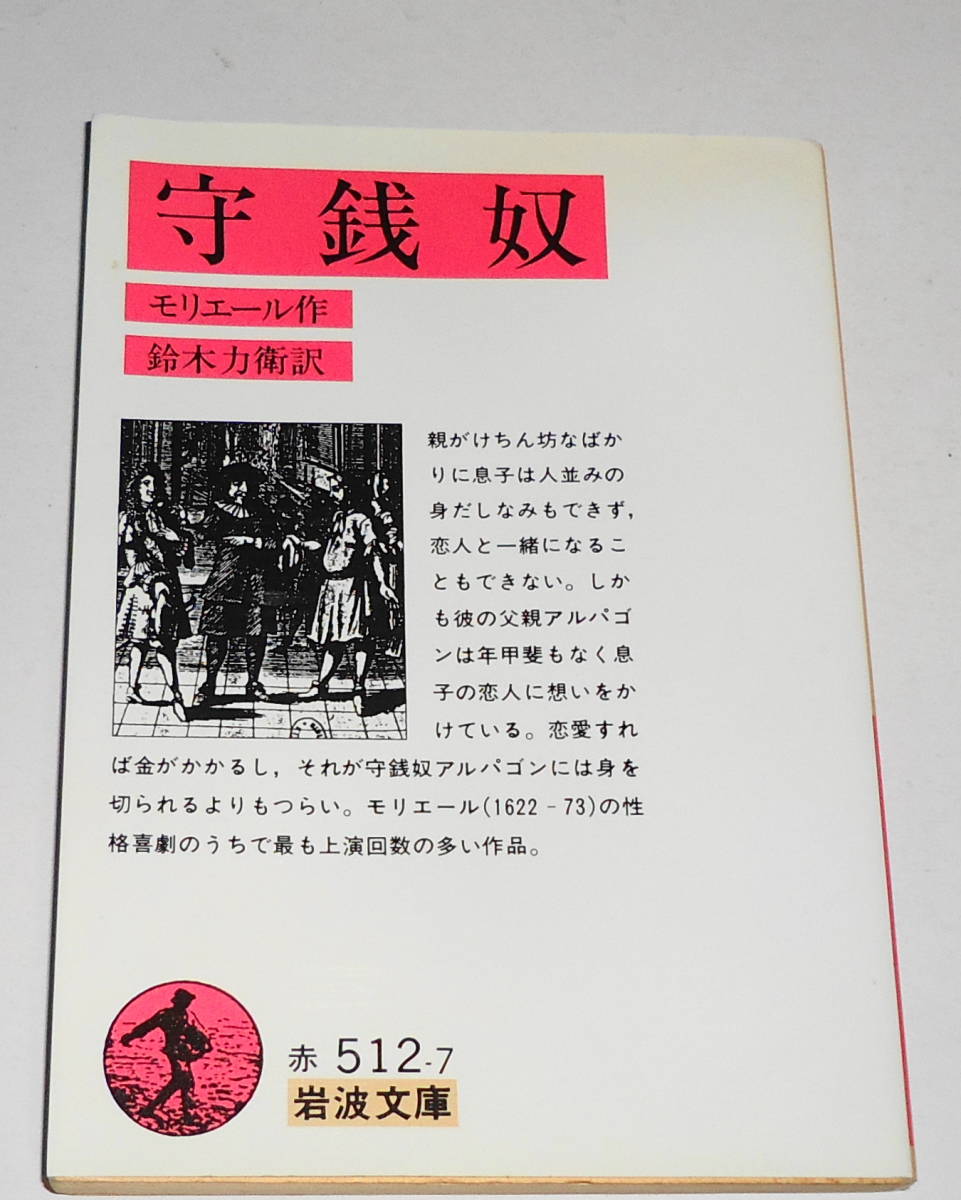 守銭奴
モリエール作
鈴木力衛訳
親がけちん坊なばか
りに息子は人並みの
身だしなみもできず，
恋人と一緒になるこ
ともできない。しか
も彼の父親アルパゴ
ンは年甲斐もなく息
子の恋人に想いをか
けている。恋愛すれ
ば金がかかるし，それが守銭奴アルパゴンには身を
切られるよりもつらい。モリエール(1622－73)の性
格喜劇のうちで最も上演回数の多い作品。
赤 512-7
岩波文庫